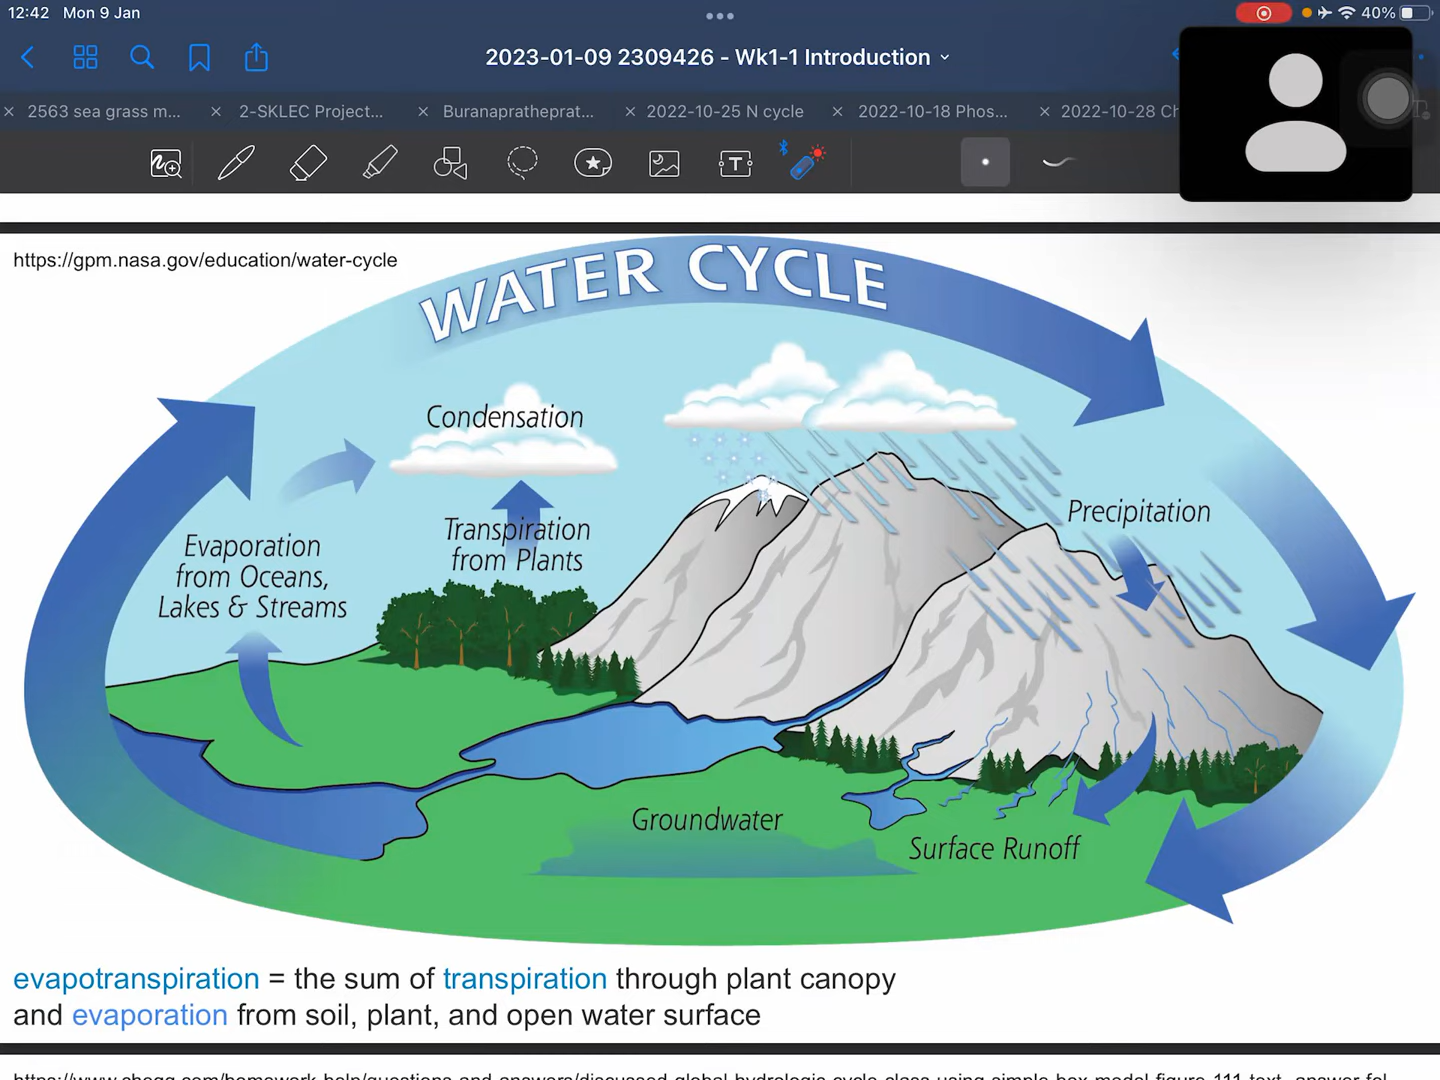 12:42 Mon 9 Jan
40%
2023-01-09 2309426 - Wk1-1 Introduction
2563 sea grass m...
2-SKLEC Project...
Buranapratheprat...
2022-10-25 N cycle
2022-10-18 Phos...
2022-10-28 Ch
https://gpm.nasa.gov/education/water-cycle
WATER CYCLE
Condensation
Precipitation
Transpiration
from Plants
Evaporation
from Oceans,
Lakes & Streams
Groundwater
Surface Runoff
evapotranspiration = the sum of transpiration through plant canopy
and evaporation from soil, plant, and open water surface